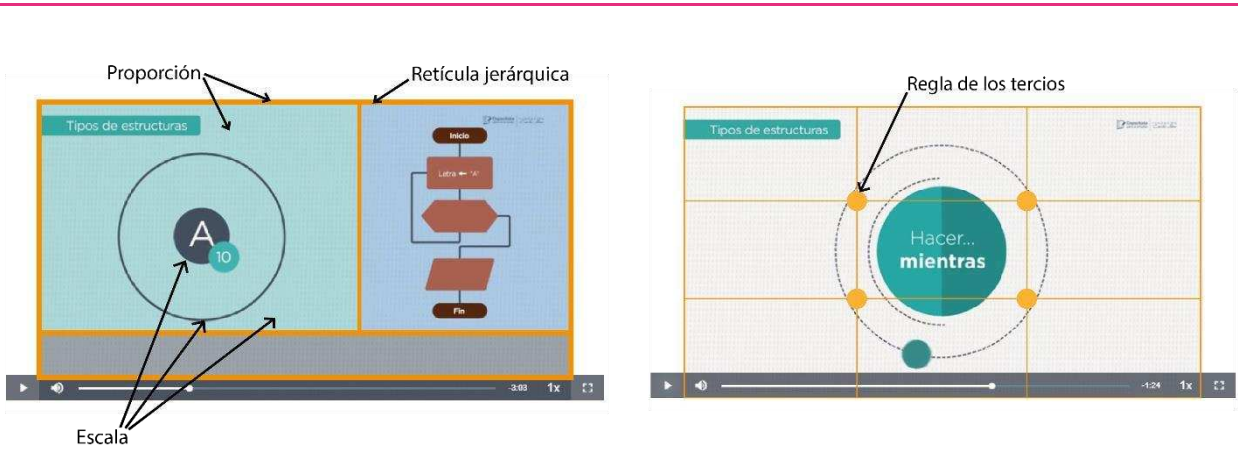 Proporción
Retícula jerárquica
Tipos de estructuras
Inicio
Letra ← "A"
A
10
Fin
-3:03 1x
Escala
Regla de los tercios
Tipos de estructuras
Hacer...
mientras
-1:24 1x